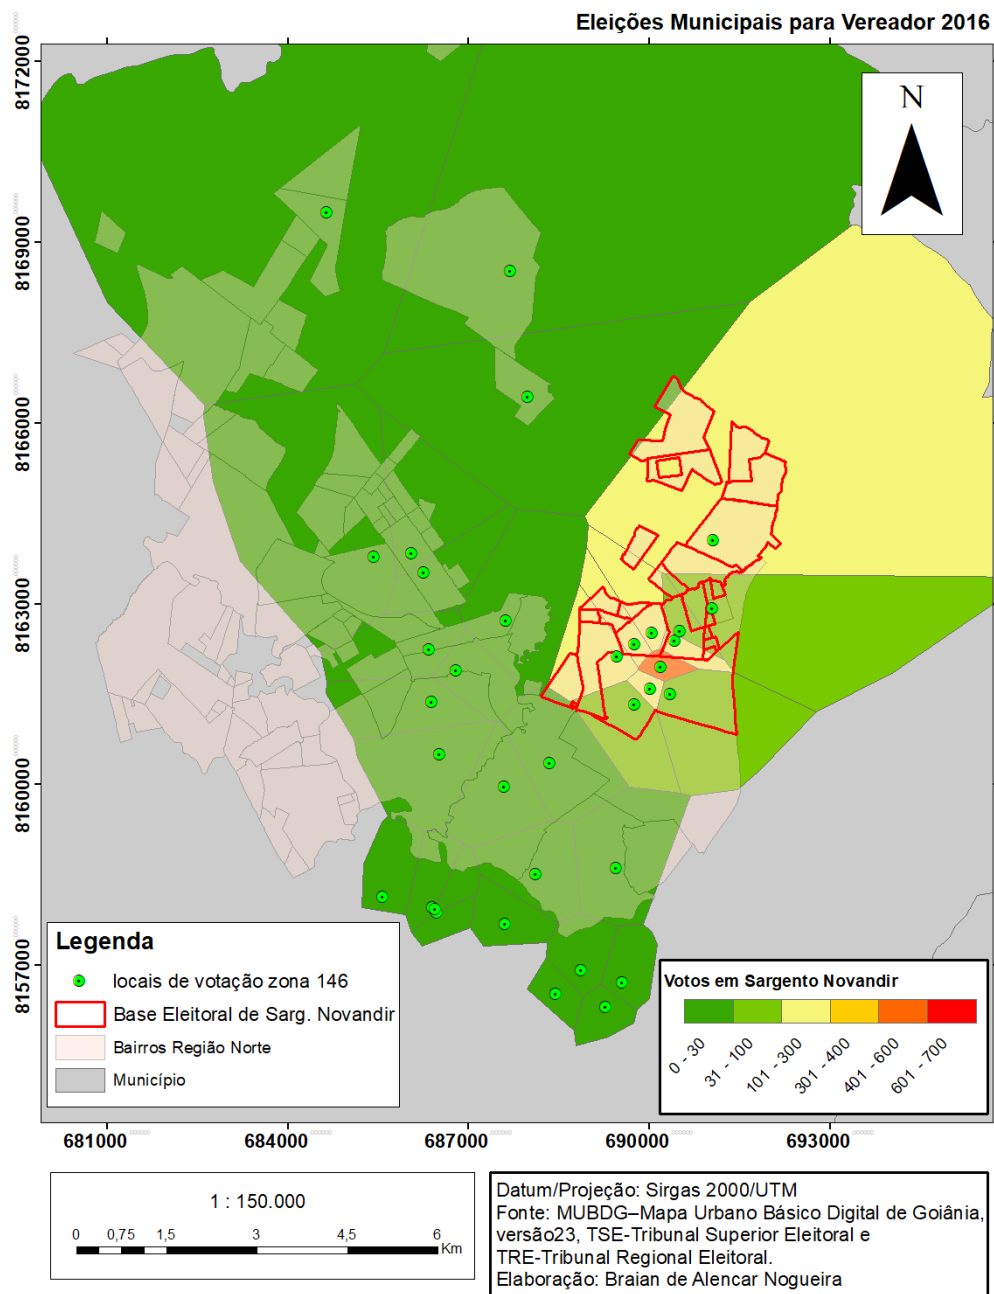 Eleições Municipais para Vereador 2016
8172000
8169000
8166000
8163000
8160000
8157000
N
Legenda
locais de votação zona 146
Base Eleitoral de Sarg. Novandir
Bairros Região Norte
Município
Votos em Sargento Novandir
0 - 30
31 - 100
101 - 300
301 - 400
401 - 600
601 - 700
681000
684000
687000
690000
693000
1 : 150.000
0 0,75 1,5 3 4,5 6
Km
Datum/Projeção: Sirgas 2000/UTM
Fonte: MUBDG–Mapa Urbano Básico Digital de Goiânia,
versão23, TSE-Tribunal Superior Eleitoral e
TRE-Tribunal Regional Eleitoral.
Elaboração: Braian de Alencar Nogueira